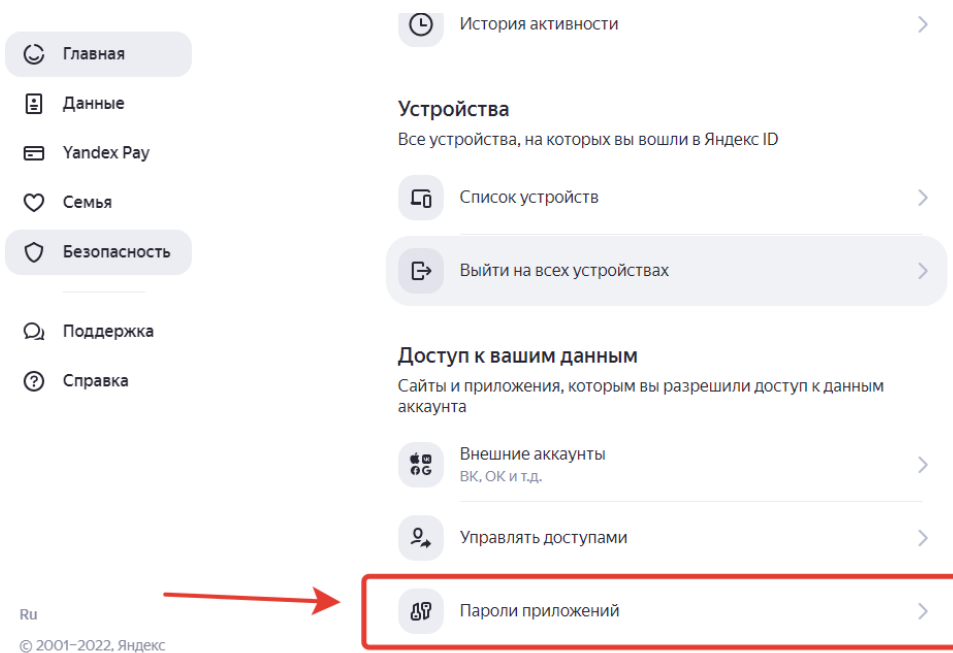 Главная
Данные
Yandex Pay
Семья
Безопасность
Поддержка
Справка
Ru
© 2001–2022, Яндекс
История активности
Устройства
Все устройства, на которых вы вошли в Яндекс ID
Список устройств
Выйти на всех устройствах
Доступ к вашим данным
Сайты и приложения, которым вы разрешили доступ к данным
аккаунта
Внешние аккаунты
ВК, ОК и т.д.
Управлять доступами
Пароли приложений